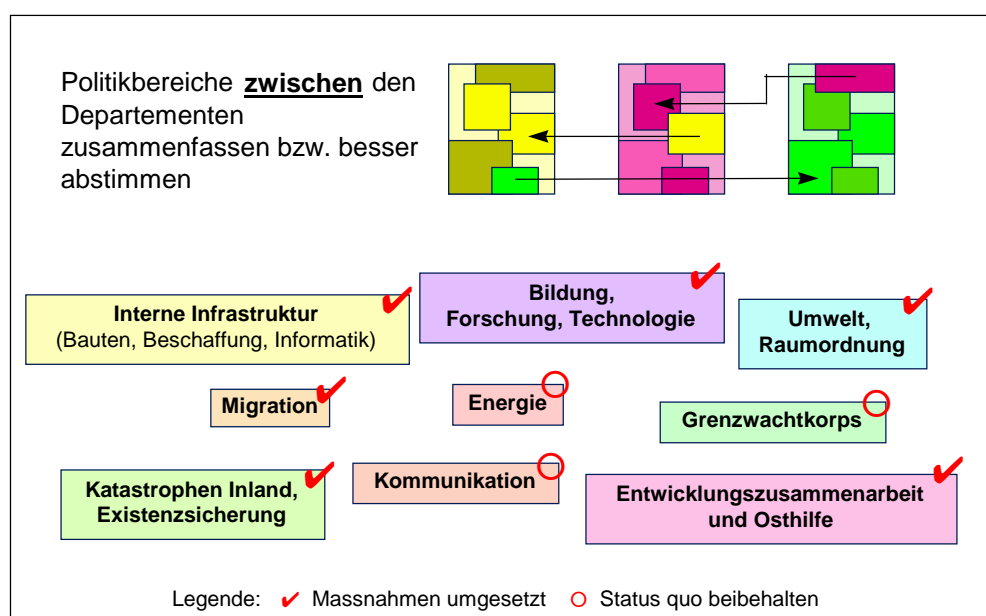 Politikbereiche zwischen den
Departementen
zusammenfassen bzw. besser
abstimmen
Interne Infrastruktur
(Bauten, Beschaffung, Informatik)
Bildung,
Forschung, Technologie
Umwelt,
Raumordnung
Migration
Energie
Grenzwachtkorps
Katastrophen Inland,
Existenzsicherung
Kommunikation
Entwicklungszusammenarbeit
und Osthilfe
Legende: ✔ Massnahmen umgesetzt O Status quo beibehalten